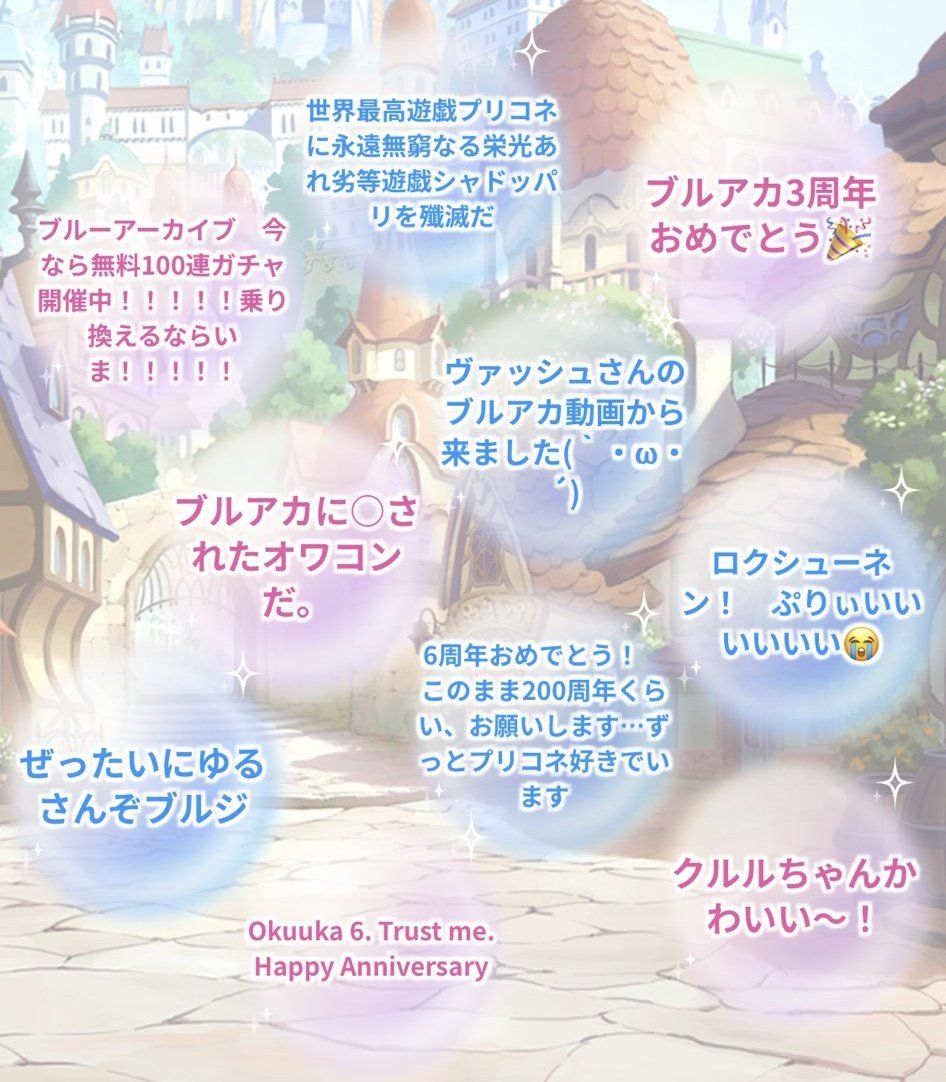 世界最高遊戯プリコネ
に永遠無窮なる栄光あ
れ劣等遊戯シャドッパ
リを殲滅だ
ブルアカ3周年
おめでとう🎉
ブルーアーカイブ　今
なら無料100連ガチャ
開催中！！！！！乗り
換えるならい
ま！！！！！
ヴァッシュさんの
ブルアカ動画から
来ました(｀・ω・
´)
ブルアカに◯さ
れたオワコン
だ。
ロクシューネ
ン！　ぷりぃいい
いいいい😭
6周年おめでとう！
このまま200周年くら
い、お願いします…ず
っとプリコネ好きでい
ます
ぜったいにゆる
さんぞブルジ
クルルちゃんか
わいい〜！
Okuuka 6. Trust me.
Happy Anniversary